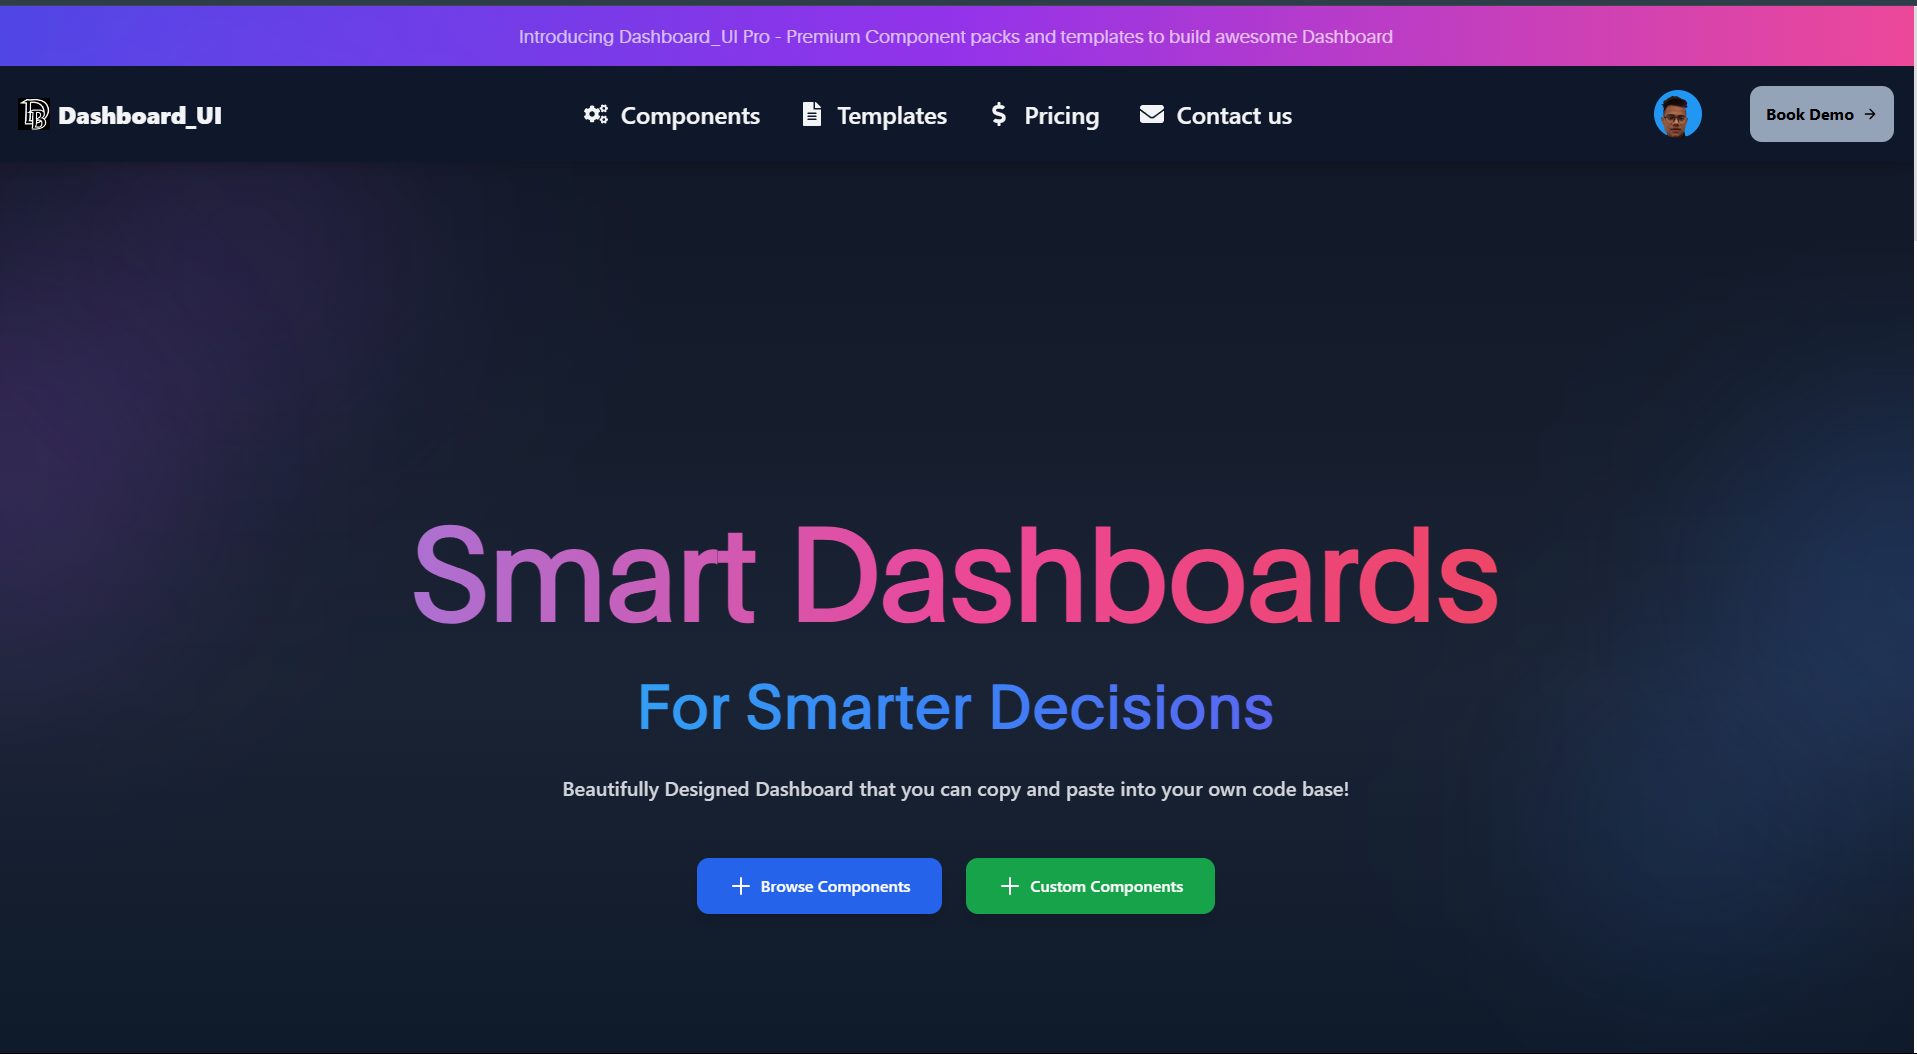 Introducing Dashboard_UI Pro - Premium Component packs and templates to build awesome Dashboard
DB Dashboard_UI
Components
Templates
Pricing
Contact us
Book Demo
Smart Dashboards
For Smarter Decisions
Beautifully Designed Dashboard that you can copy and paste into your own code base!
Browse Components
Custom Components